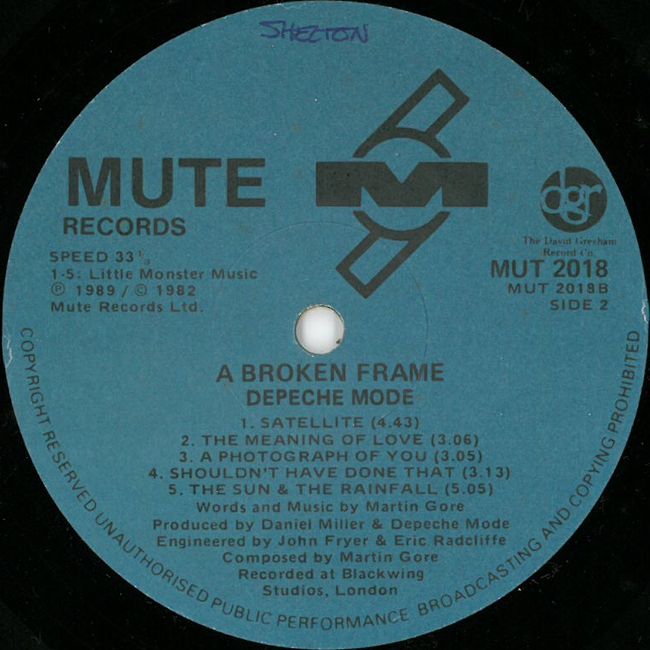 SHELTON
MUTE
RECORDS
M
dgr
The David Gresham
Record Co.
SPEED 33 1/3
1-5: Little Monster Music
℗ 1989 / © 1982
Mute Records Ltd.
MUT 2018
MUT 2018B
SIDE 2
A BROKEN FRAME
DEPECHE MODE
1. SATELLITE (4.43)
2. THE MEANING OF LOVE (3.06)
3. A PHOTOGRAPH OF YOU (3.05)
4. SHOULDN'T HAVE DONE THAT (3.13)
5. THE SUN & THE RAINFALL (5.05)
Words and Music by Martin Gore
Produced by Daniel Miller & Depeche Mode
Engineered by John Fryer & Eric Radcliffe
Composed by Martin Gore
Recorded at Blackwing
Studios, London
COPYRIGHT RESERVED UNAUTHORISED PUBLIC PERFORMANCE BROADCASTING AND COPYING PROHIBITED